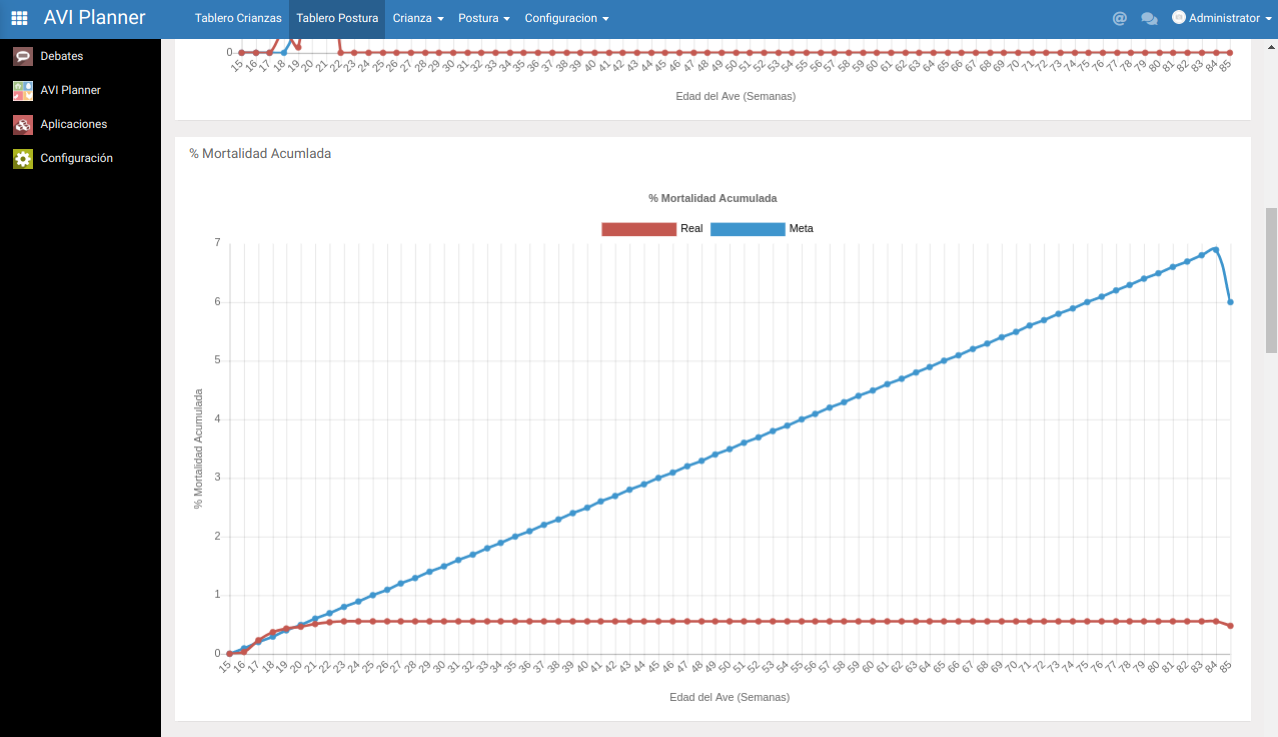 AVI Planner Tablero Crianzas Tablero Postura Crianza Postura Configuracion @ Administrator
Debates
AVI Planner
Aplicaciones
Configuración
0
15 16 17 18 19 20 21 22 23 24 25 26 27 28 29 30 31 32 33 34 35 36 37 38 39 40 41 42 43 44 45 46 47 48 49 50 51 52 53 54 55 56 57 58 59 60 61 62 63 64 65 66 67 68 69 70 71 72 73 74 75 76 77 78 79 80 81 82 83 84 85
Edad del Ave (Semanas)
% Mortalidad Acumlada
% Mortalidad Acumulada
Real Meta
7
6
5
4
3
2
1
0
% Mortalidad Acumulada
15 16 17 18 19 20 21 22 23 24 25 26 27 28 29 30 31 32 33 34 35 36 37 38 39 40 41 42 43 44 45 46 47 48 49 50 51 52 53 54 55 56 57 58 59 60 61 62 63 64 65 66 67 68 69 70 71 72 73 74 75 76 77 78 79 80 81 82 83 84 85
Edad del Ave (Semanas)